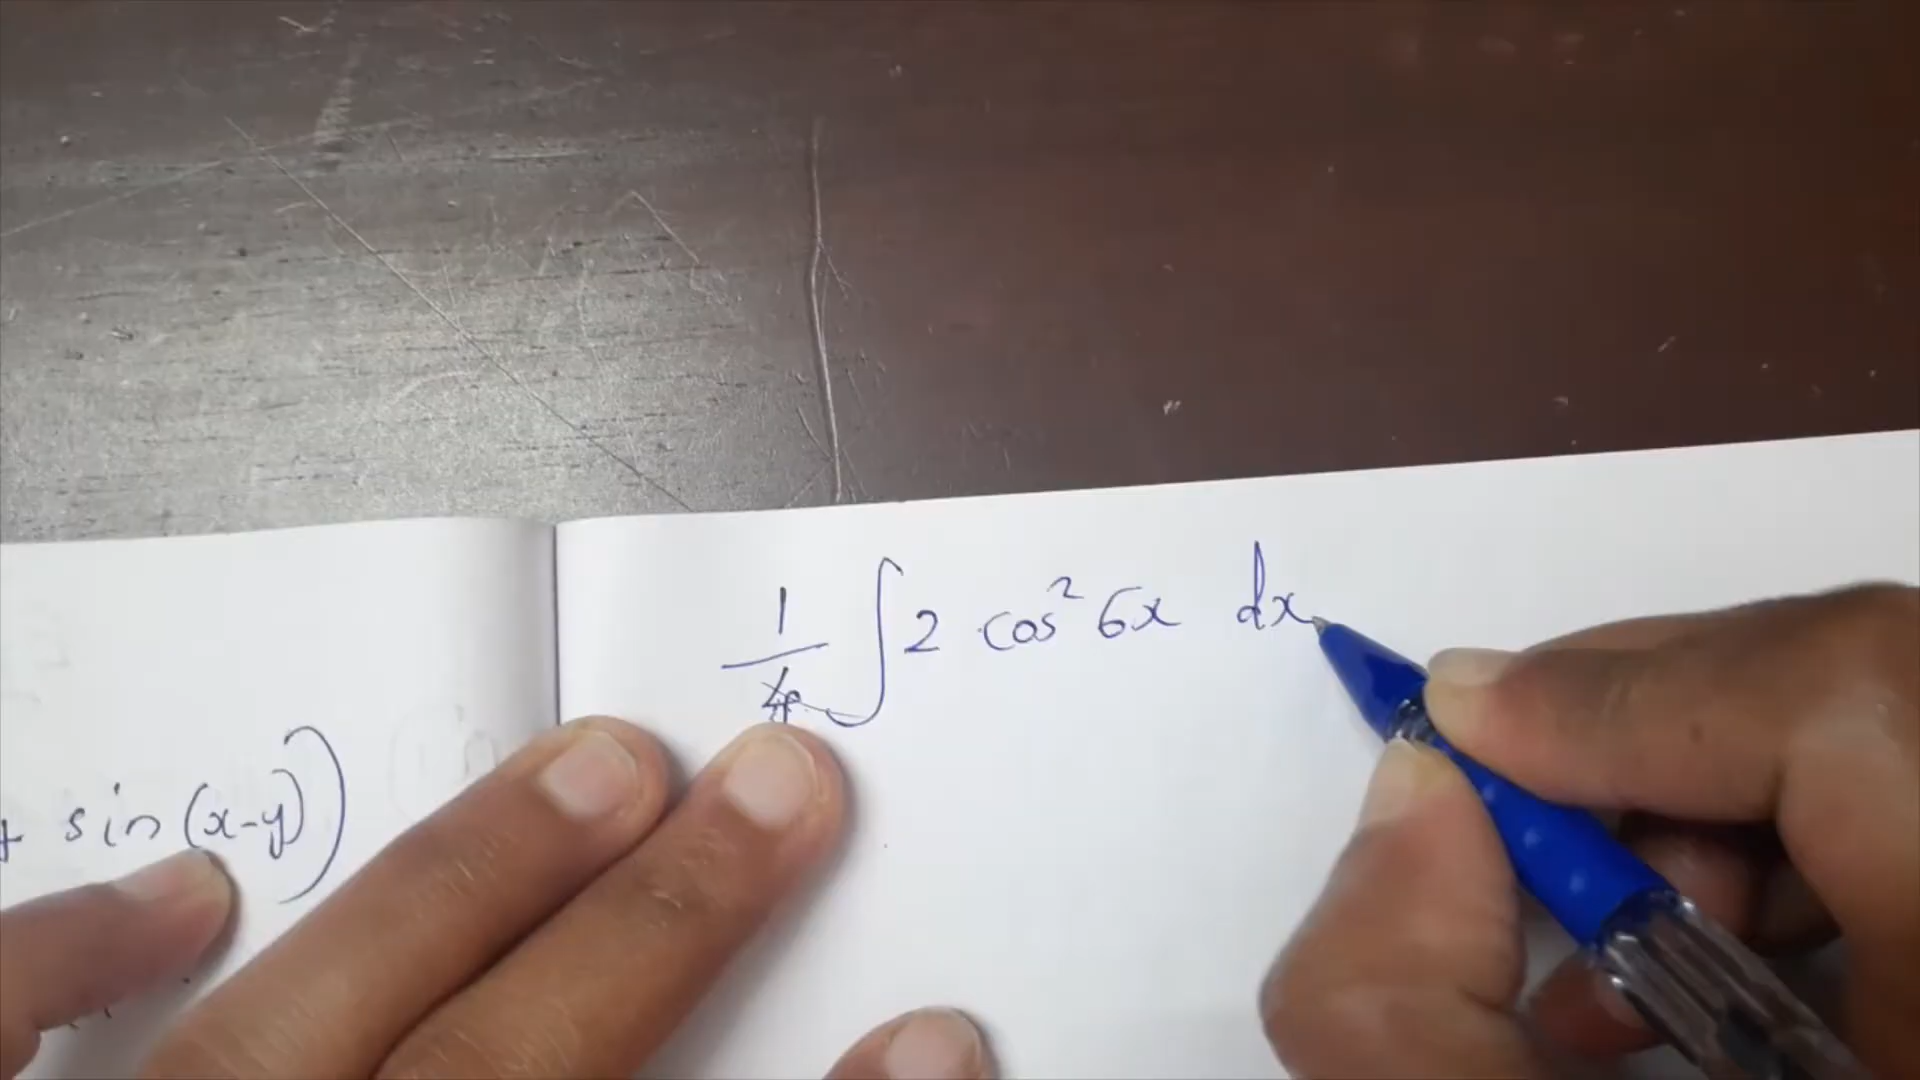 1/4 ∫ 2 cos² 6x dx
+ sin (x-y))